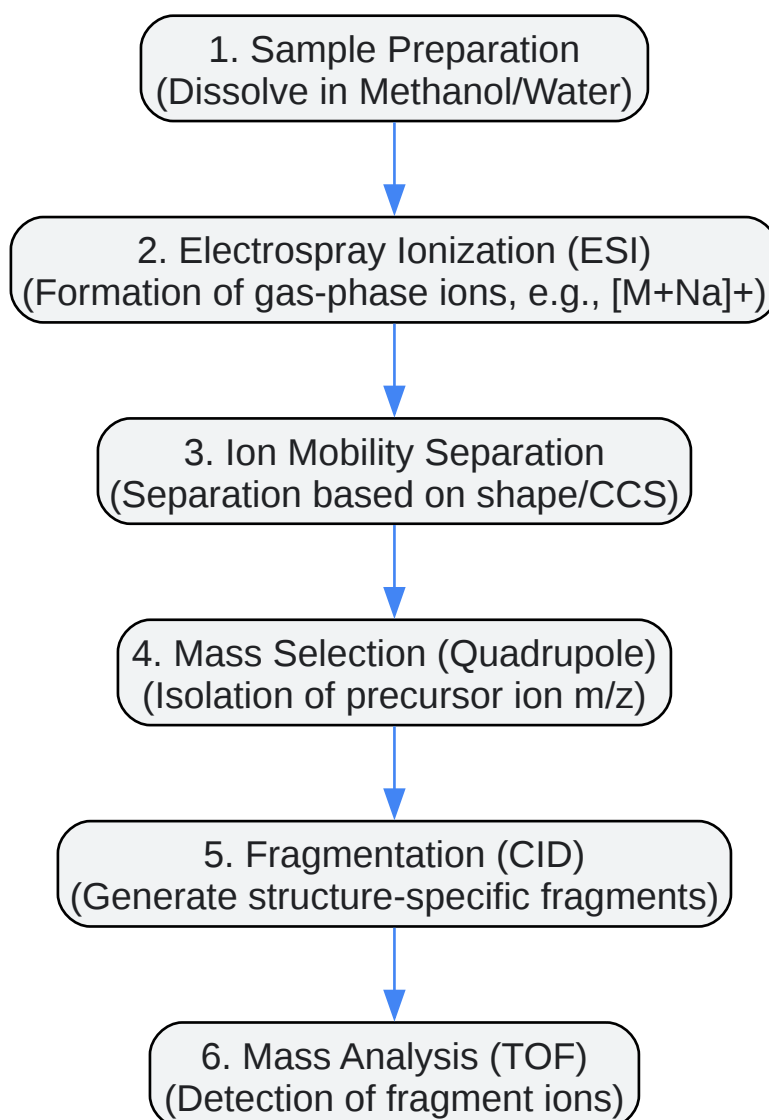 1. Sample Preparation
(Dissolve in Methanol/Water)
2. Electrospray Ionization (ESI)
(Formation of gas-phase ions, e.g., [M+Na]+)
3. Ion Mobility Separation
(Separation based on shape/CCS)
4. Mass Selection (Quadrupole)
(Isolation of precursor ion m/z)
5. Fragmentation (CID)
(Generate structure-specific fragments)
6. Mass Analysis (TOF)
(Detection of fragment ions)